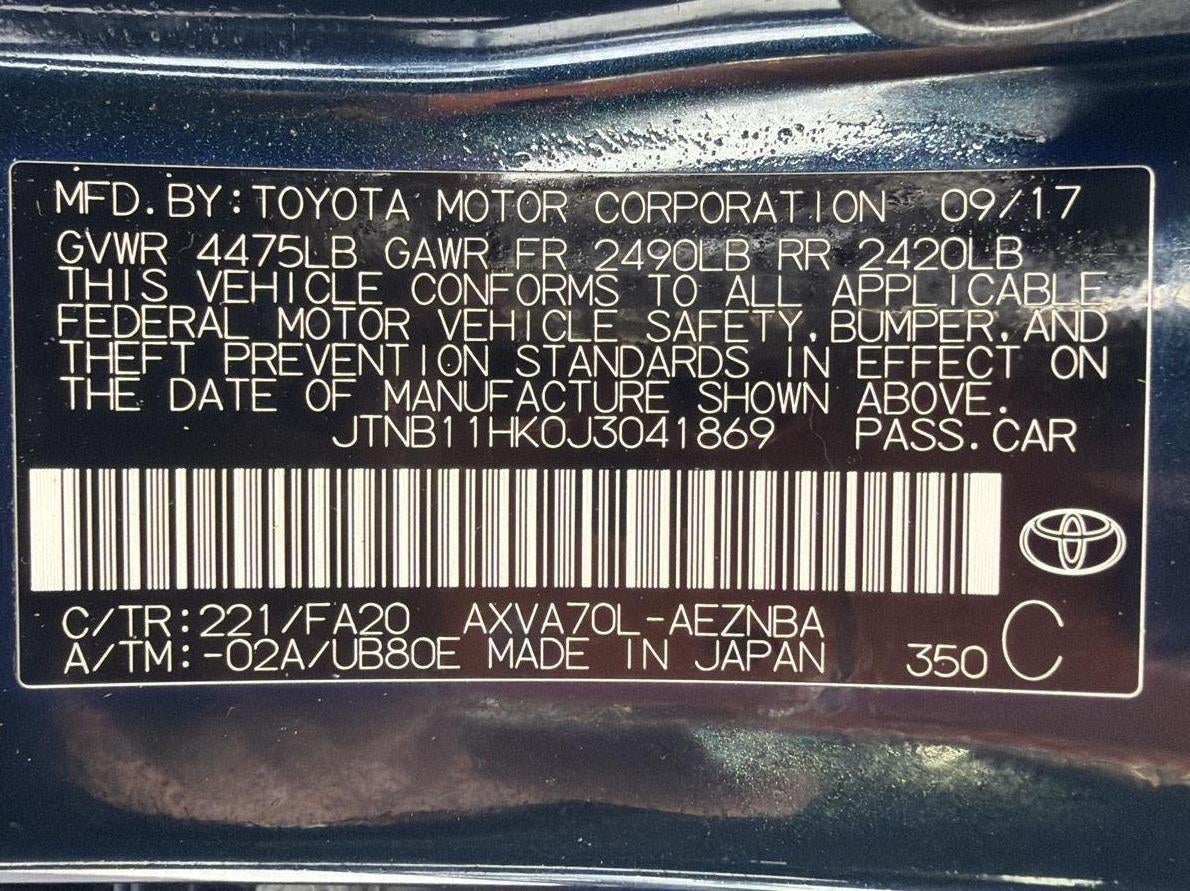 MFD. BY: TOYOTA MOTOR CORPORATION 09/17
GVWR 4475LB GAWR FR 2490LB RR 2420LB
THIS VEHICLE CONFORMS TO ALL APPLICABLE
FEDERAL MOTOR VEHICLE SAFETY, BUMPER, AND
THEFT PREVENTION STANDARDS IN EFFECT ON
THE DATE OF MANUFACTURE SHOWN ABOVE.
JTNB11HK0J3041869 PASS. CAR
C/TR: 221/FA20 AXVA70L-AEZNBA
A/TM: -02A/UB80E MADE IN JAPAN 350 C